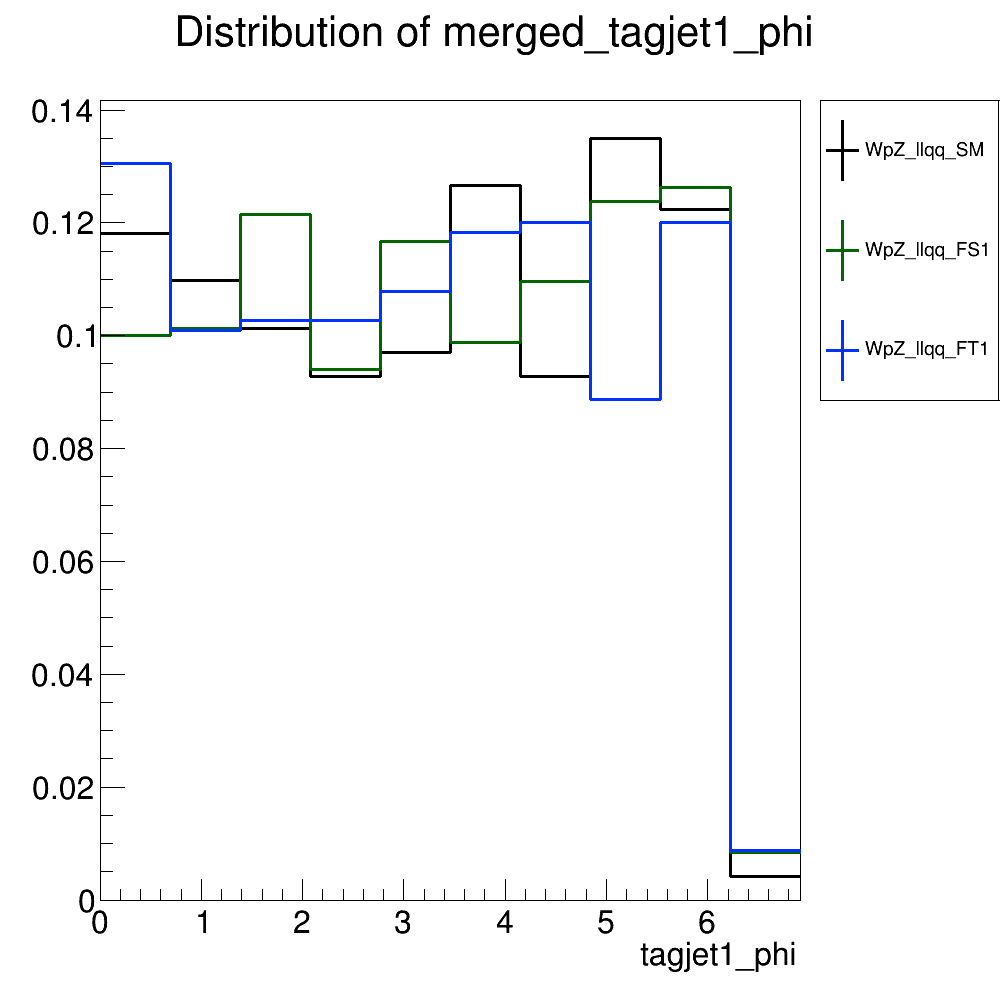 Distribution of merged_tagjet1_phi
0.14
0.12
0.1
0.08
0.06
0.04
0.02
0
0 1 2 3 4 5 6
tagjet1_phi
WpZ_llqq_SM
WpZ_llqq_FS1
WpZ_llqq_FT1